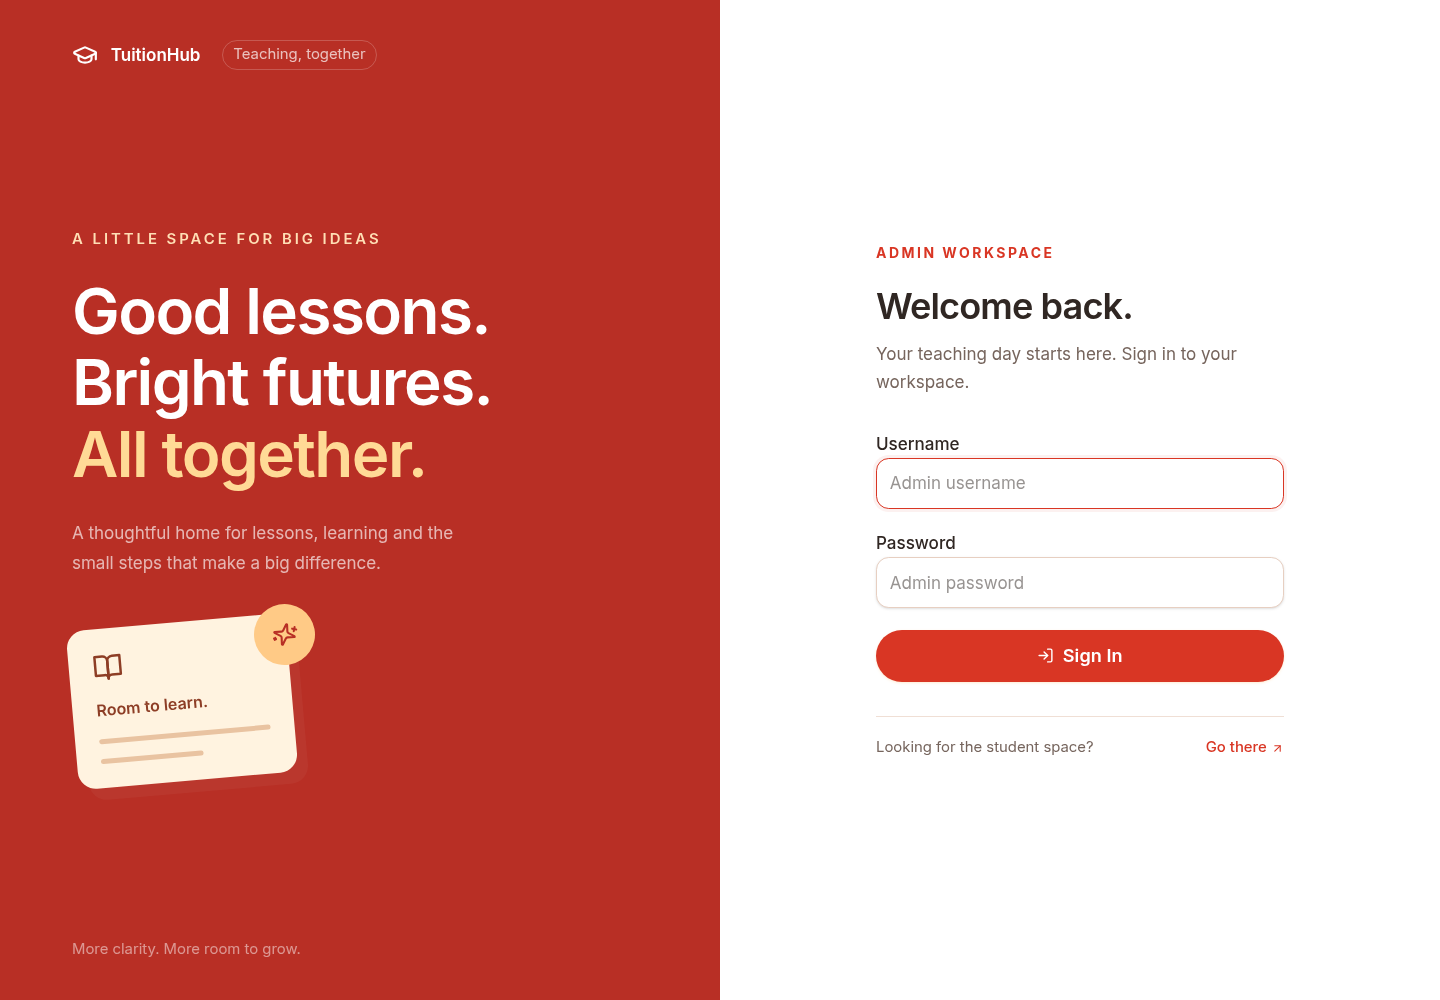 TuitionHub
Teaching, together
A LITTLE SPACE FOR BIG IDEAS
Good lessons.
Bright futures.
All together.
A thoughtful home for lessons, learning and the
small steps that make a big difference.
Room to learn.
More clarity. More room to grow.
ADMIN WORKSPACE
Welcome back.
Your teaching day starts here. Sign in to your
workspace.
Username
Admin username
Password
Admin password
Sign In
Looking for the student space?
Go there